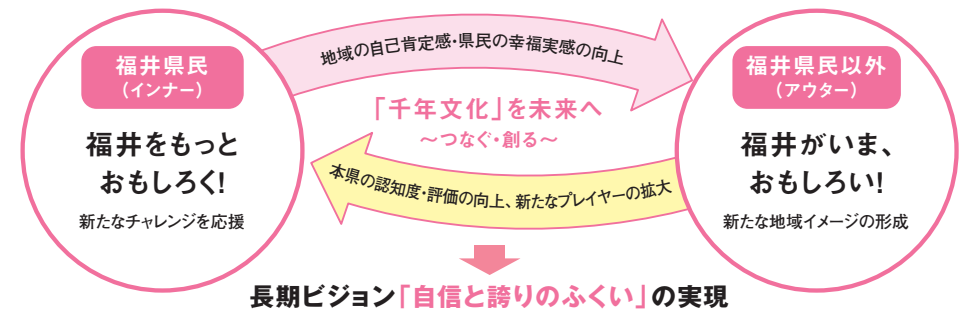 福井県民
（インナー）
福井をもっと
おもしろく!
新たなチャレンジを応援
地域の自己肯定感・県民の幸福実感の向上
「千年文化」を未来へ
～つなぐ・創る～
本県の認知度・評価の向上、新たなプレイヤーの拡大
福井県民以外
（アウター）
福井がいま、
おもしろい!
新たな地域イメージの形成
長期ビジョン「自信と誇りのふくい」の実現